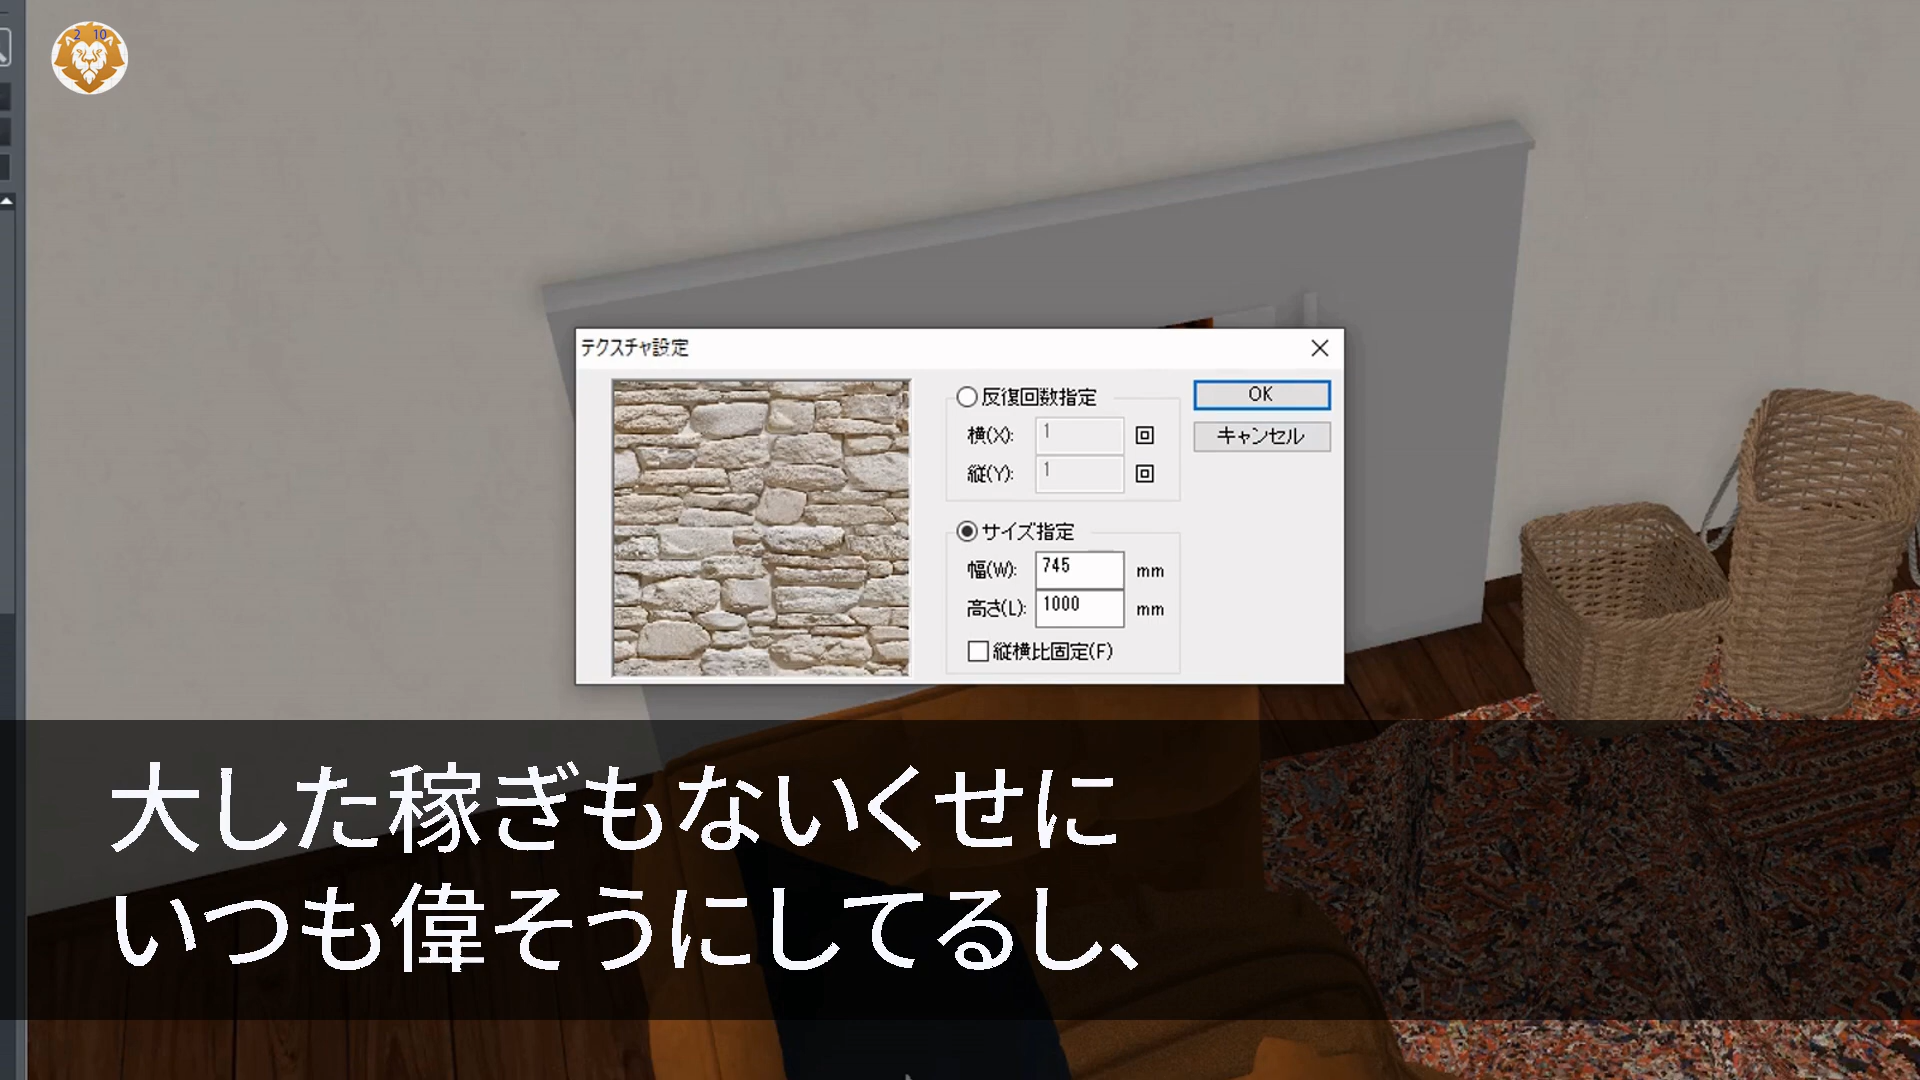 2 10
テクスチャ設定
反復回数指定
横(X): 1 回
縦(Y): 1 回
サイズ指定
幅(W): 745 mm
高さ(L): 1000 mm
縦横比固定(F)
OK
キャンセル
大した稼ぎもないくせに
いつも偉そうにしてるし、